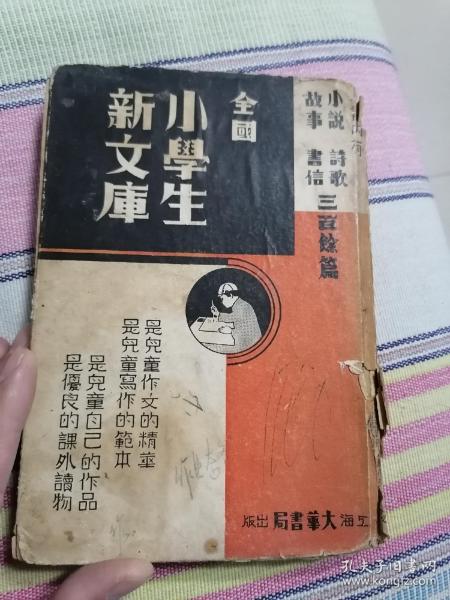 小說 詩歌
故事 書信
三百餘篇
全國
小學生
新文庫
是兒童作文的精華
是兒童寫作的範本
是兒童自己的作品
是優良的課外讀物
上海大華書局出版
孔夫子旧书网
kongfz.com